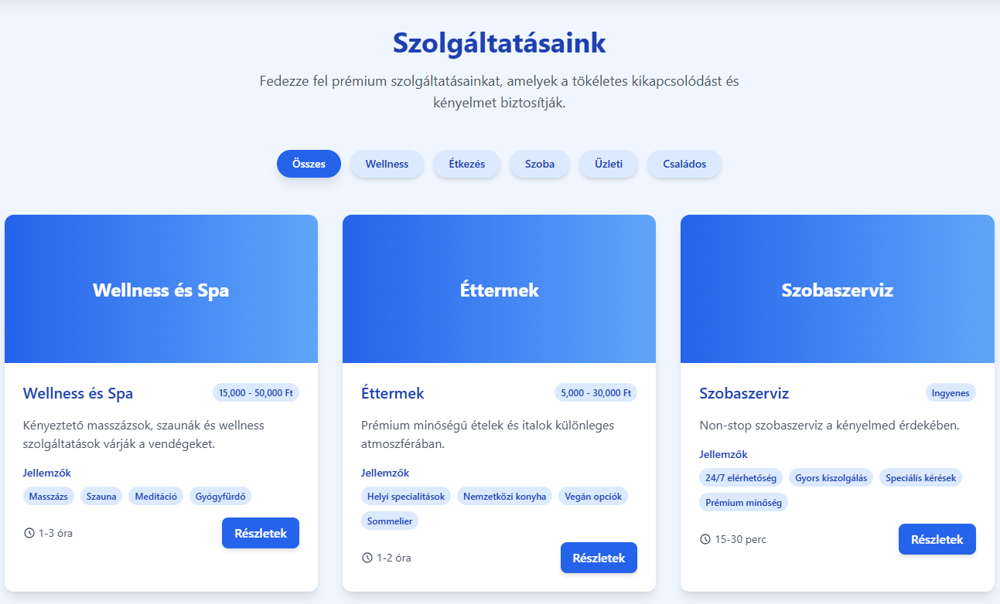 Szolgáltatásaink
Fedezze fel prémium szolgáltatásainkat, amelyek a tökéletes kikapcsolódást és
kényelmet biztosítják.
Összes
Wellness
Étkezés
Szoba
Üzleti
Családos
Wellness és Spa
Wellness és Spa
15,000 - 50,000 Ft
Kényeztető masszázsok, szaunák és wellness
szolgáltatások várják a vendégeket.
Jellemzők
Masszázs
Szauna
Meditáció
Gyógyfürdő
1-3 óra
Részletek
Éttermek
Éttermek
5,000 - 30,000 Ft
Prémium minőségű ételek és italok különleges
atmoszférában.
Jellemzők
Helyi specialitások
Nemzetközi konyha
Vegán opciók
Sommelier
1-2 óra
Részletek
Szobaszerviz
Szobaszerviz
Ingyenes
Non-stop szobaszerviz a kényelmed érdekében.
Jellemzők
24/7 elérhetőség
Gyors kiszolgálás
Speciális kérések
Prémium minőség
15-30 perc
Részletek